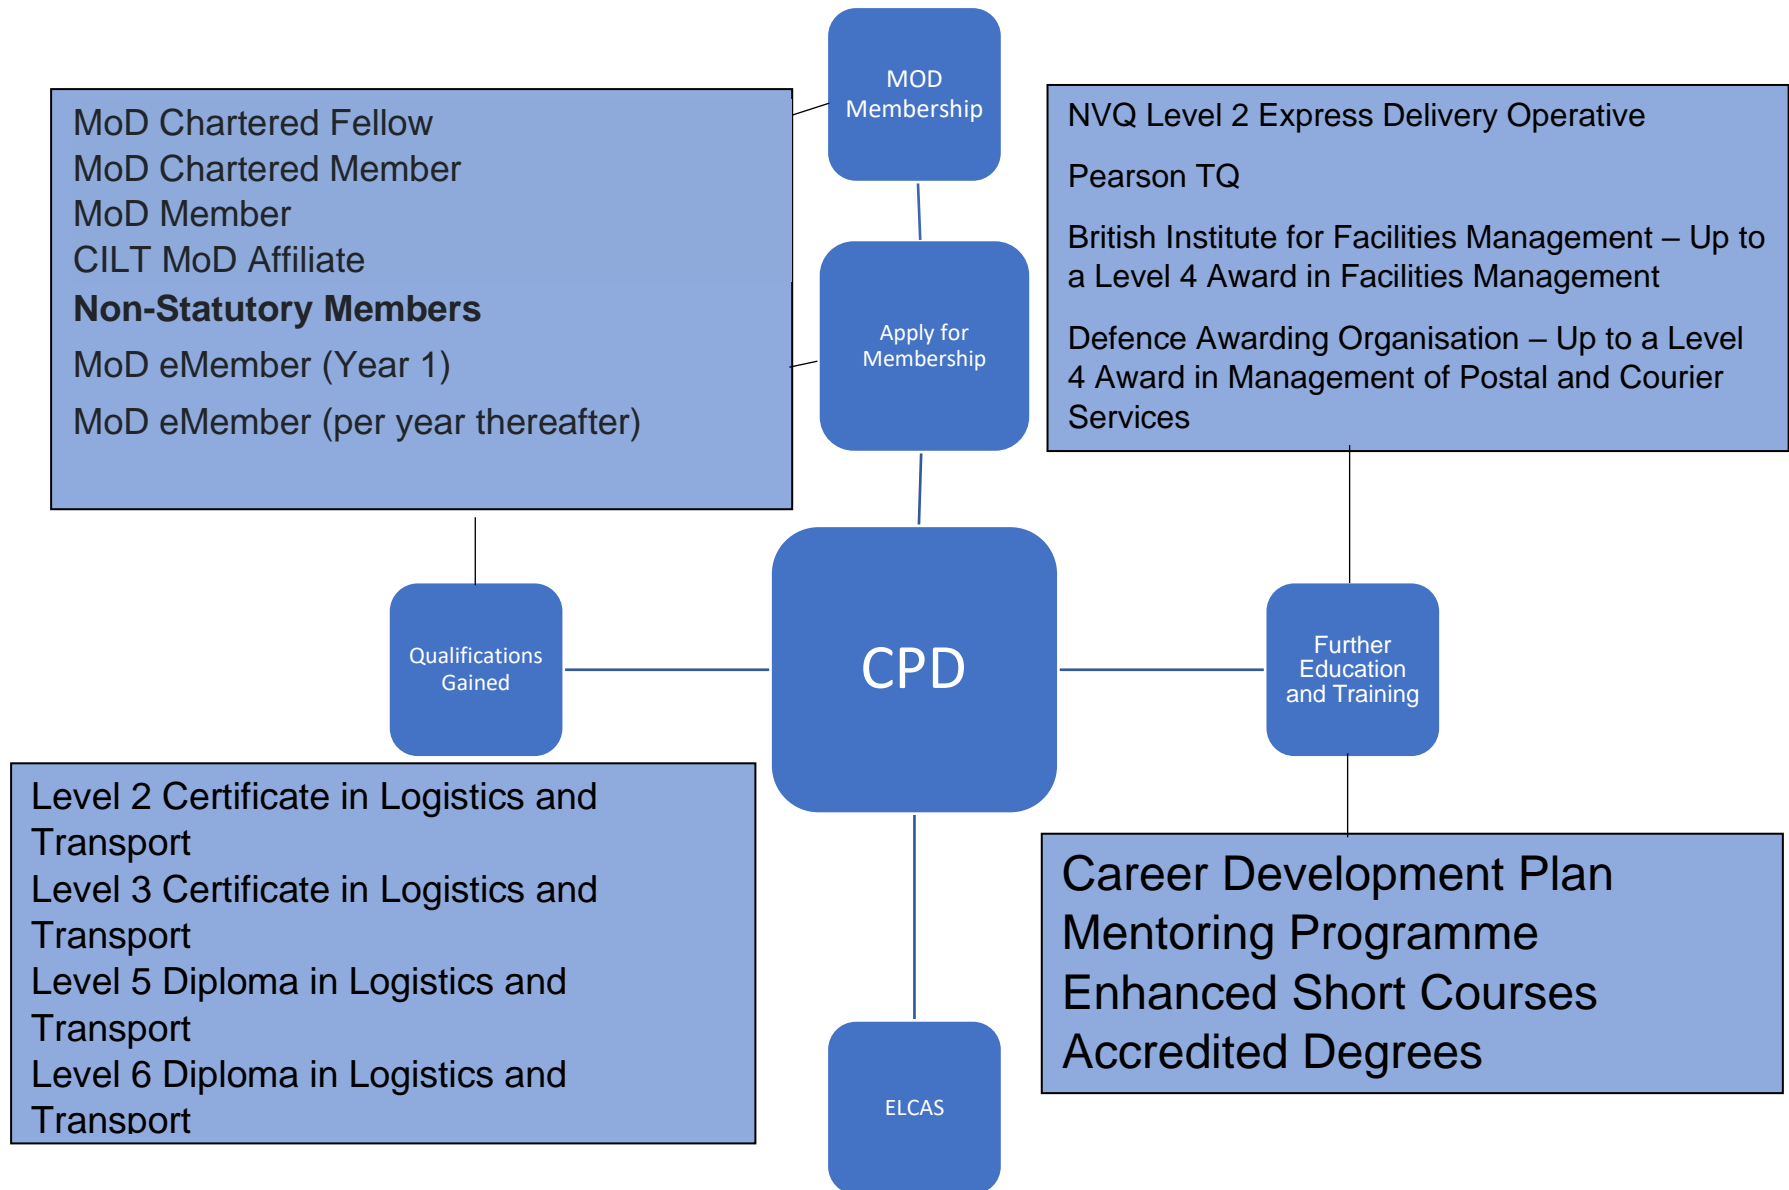 MOD
Membership
MoD Chartered Fellow
MoD Chartered Member
MoD Member
CILT MoD Affiliate
Non-Statutory Members
MoD eMember (Year 1)
MoD eMember (per year thereafter)
NVQ Level 2 Express Delivery Operative
Pearson TQ
British Institute for Facilities Management – Up to
a Level 4 Award in Facilities Management
Defence Awarding Organisation – Up to a Level
4 Award in Management of Postal and Courier
Services
Apply for
Membership
Qualifications
Gained
CPD
Further
Education
and Training
Level 2 Certificate in Logistics and
Transport
Level 3 Certificate in Logistics and
Transport
Level 5 Diploma in Logistics and
Transport
Level 6 Diploma in Logistics and
Transport
Career Development Plan
Mentoring Programme
Enhanced Short Courses
Accredited Degrees
ELCAS